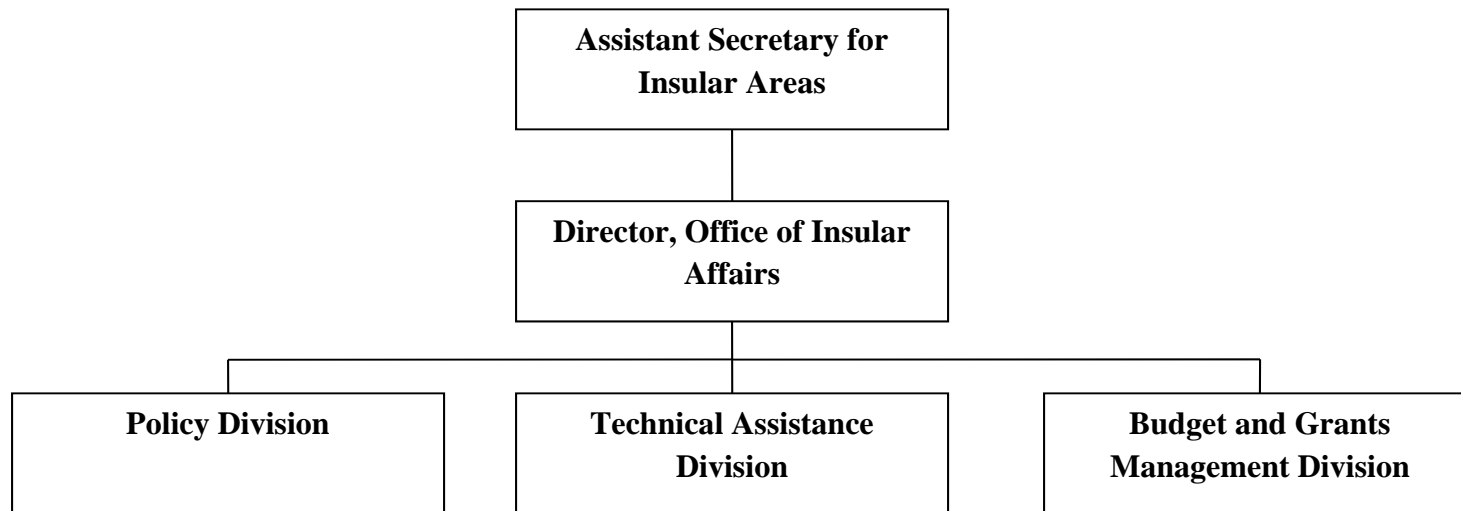 Assistant Secretary for
Insular Areas
Director, Office of Insular
Affairs
Policy Division
Technical Assistance
Division
Budget and Grants
Management Division